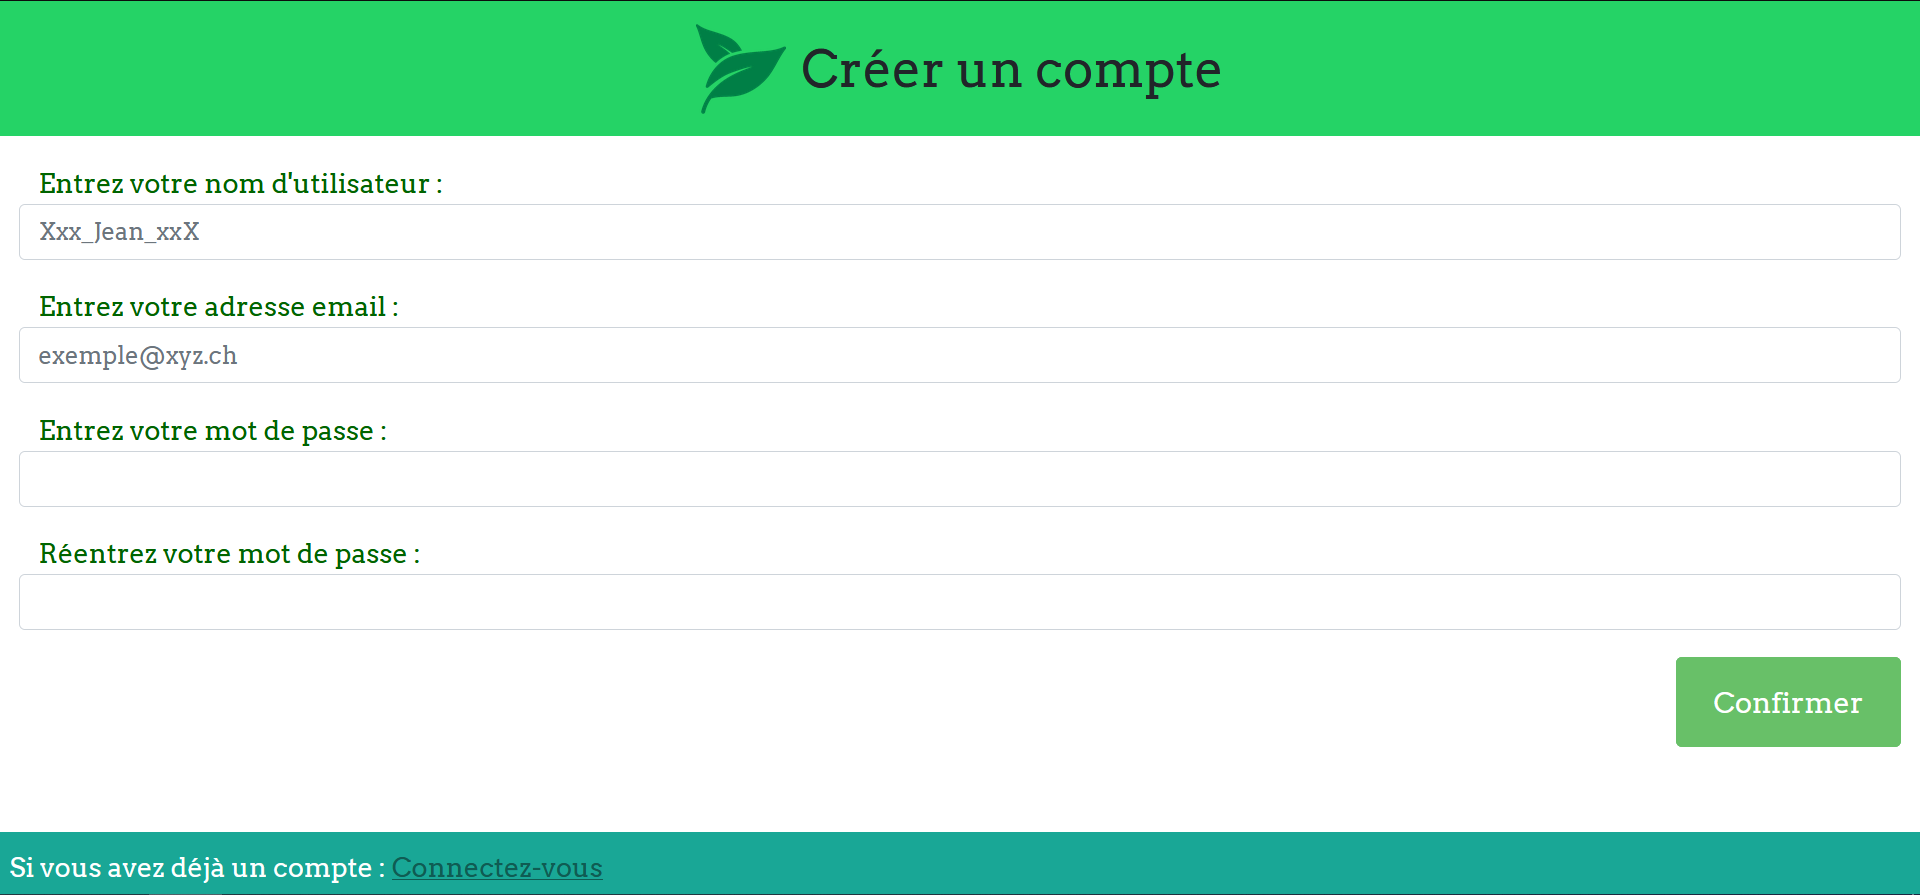 Créer un compte
Entrez votre nom d'utilisateur :
Xxx_Jean_xxX
Entrez votre adresse email :
exemple@xyz.ch
Entrez votre mot de passe :
Réentrez votre mot de passe :
Confirmer
Si vous avez déjà un compte : Connectez-vous